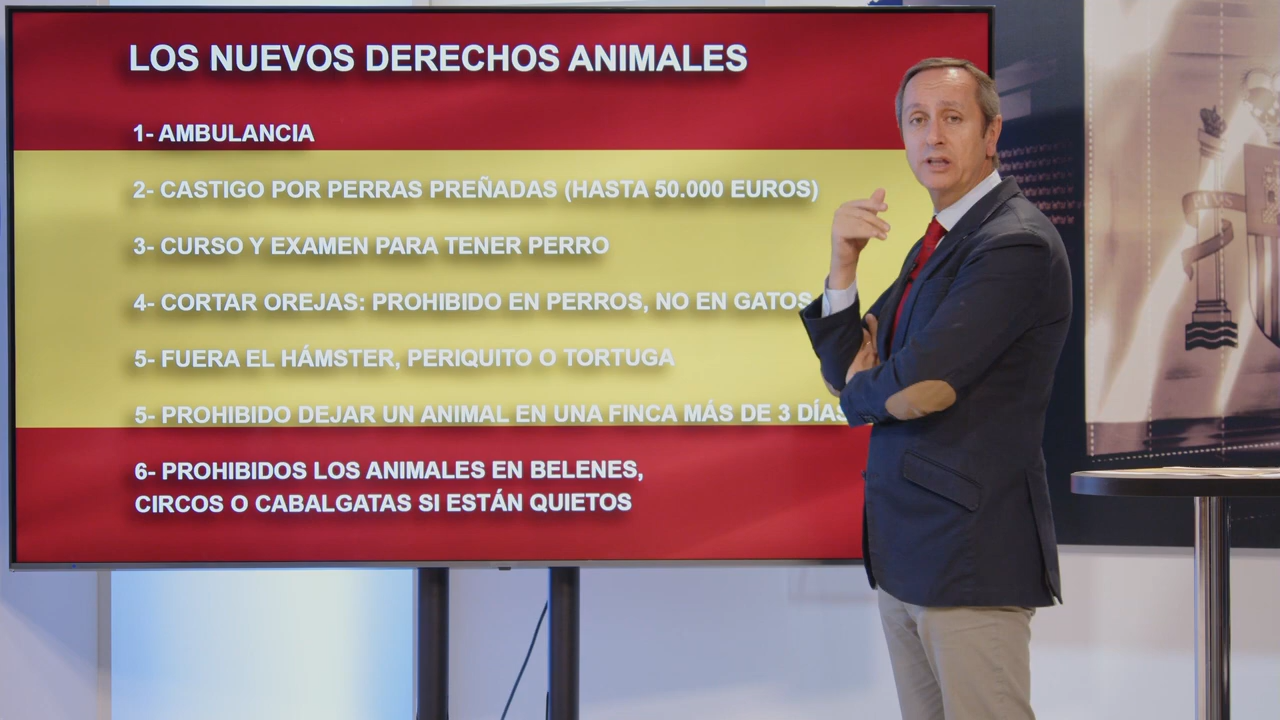 LOS NUEVOS DERECHOS ANIMALES
1- AMBULANCIA
2- CASTIGO POR PERRAS PREÑADAS (HASTA 50.000 EUROS)
3- CURSO Y EXAMEN PARA TENER PERRO
4- CORTAR OREJAS: PROHIBIDO EN PERROS, NO EN GATOS
5- FUERA EL HÁMSTER, PERIQUITO O TORTUGA
5- PROHIBIDO DEJAR UN ANIMAL EN UNA FINCA MÁS DE 3 DÍAS
6- PROHIBIDOS LOS ANIMALES EN BELENES,
CIRCOS O CABALGATAS SI ESTÁN QUIETOS